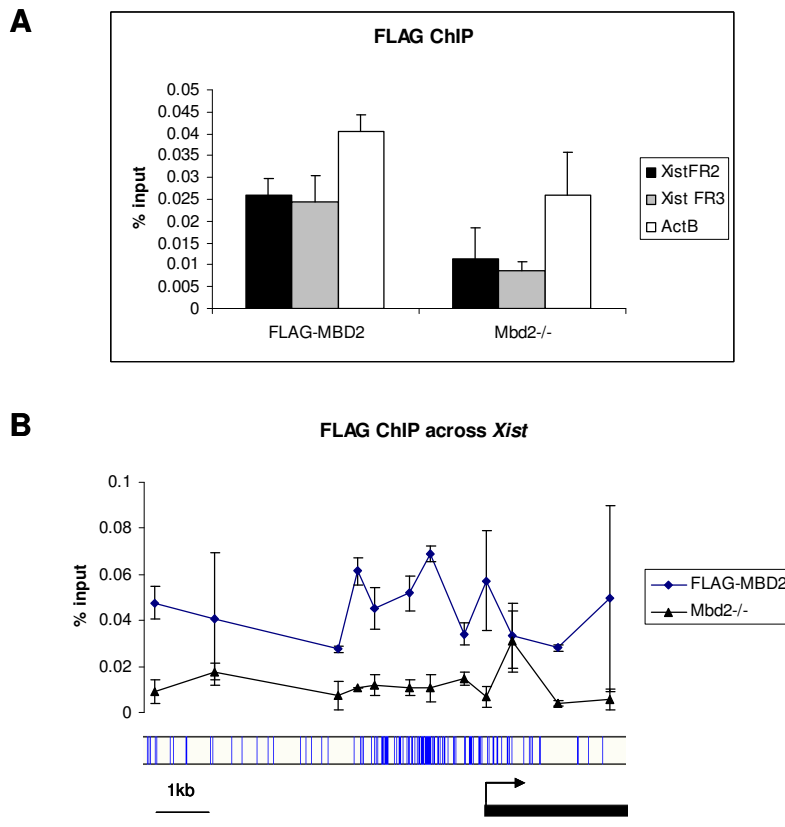 A
FLAG ChIP
0.05
0.045
0.04
0.035
0.03
0.025
0.02
0.015
0.01
0.005
0
% input
FLAG-MBD2
Mbd2-/-
XistFR2
Xist FR3
ActB
B
FLAG ChIP across Xist
0.1
0.08
0.06
0.04
0.02
0
% input
FLAG-MBD2
Mbd2-/-
1kb